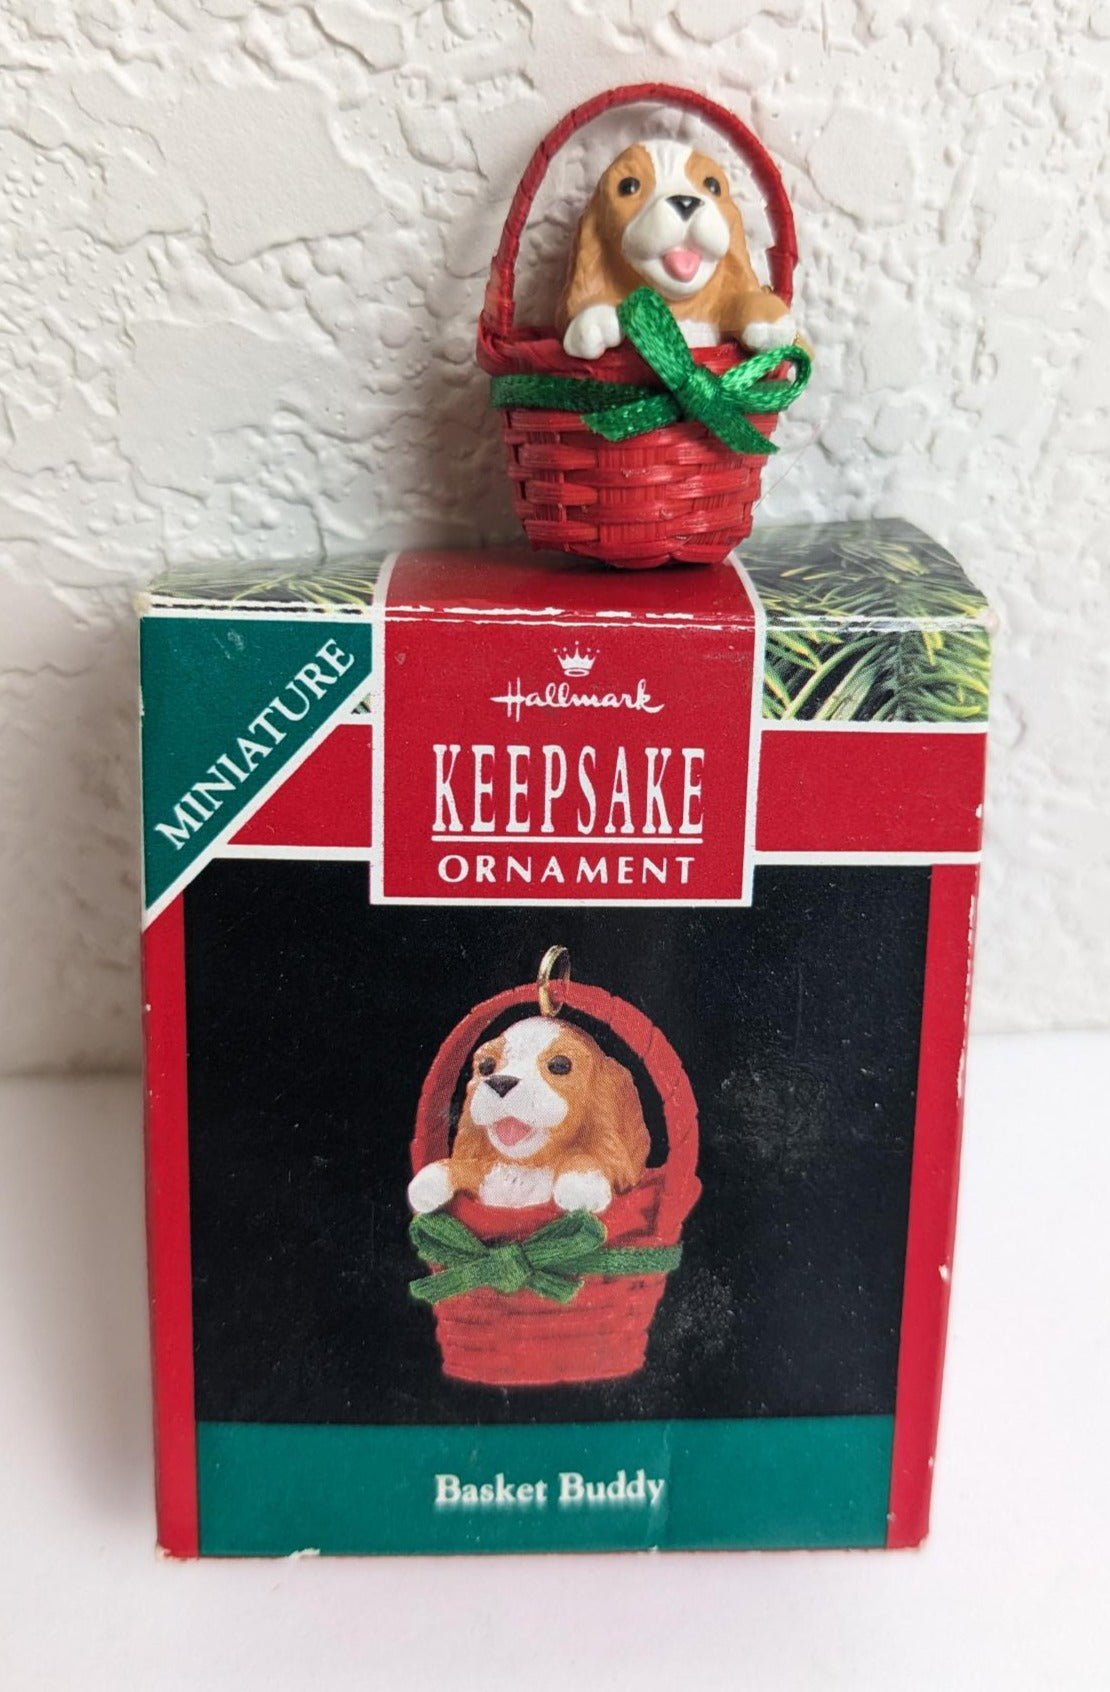 MINIATURE
Hallmark
KEEPSAKE
ORNAMENT
Basket Buddy